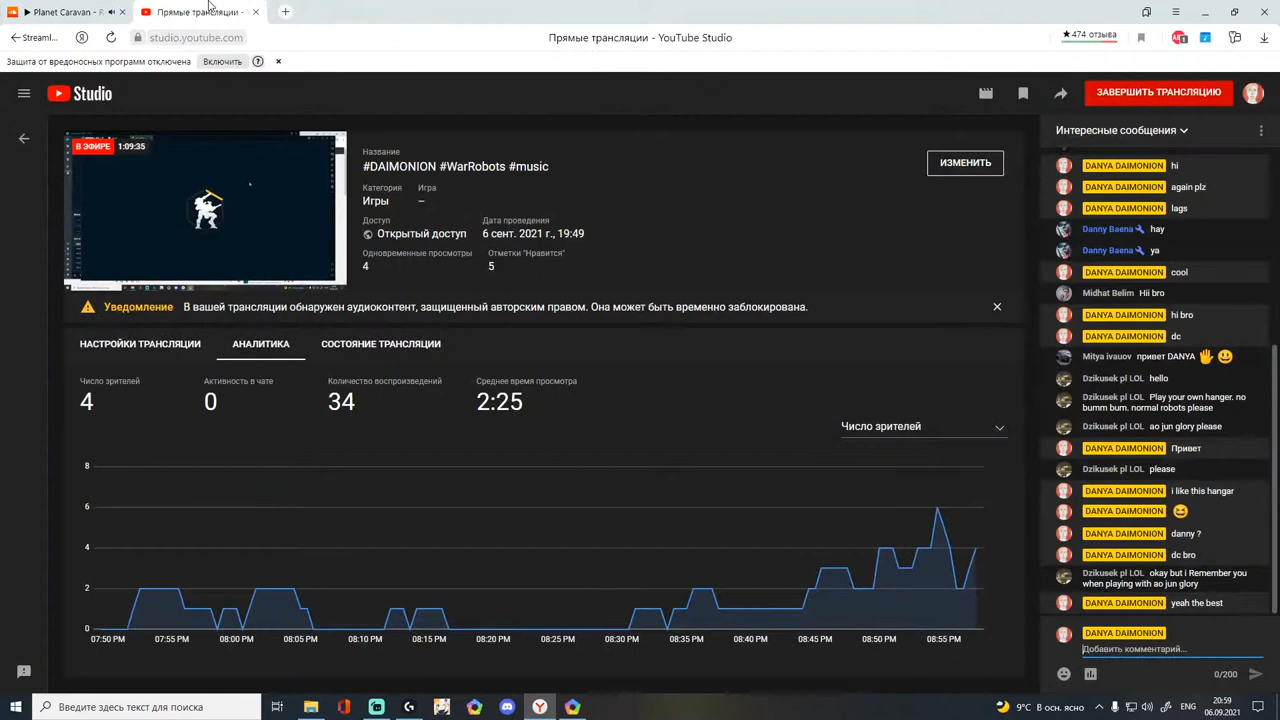 Planet Caravan - R
Прямые трансляции -
Streaml...
studio.youtube.com
Прямые трансляции - YouTube Studio
★474 отзыва
Защита от вредоносных программ отключена
Включить
Studio
ЗАВЕРШИТЬ ТРАНСЛЯЦИЮ
В ЭФИРЕ 1:09:35
Название
#DAIMONION #WarRobots #music
ИЗМЕНИТЬ
Категория Игра
Игры –
Доступ Дата проведения
Открытый доступ 6 сент. 2021 г., 19:49
Одновременные просмотры Отметки "Нравится"
4 5
Уведомление В вашей трансляции обнаружен аудиоконтент, защищенный авторским правом. Она может быть временно заблокирована.
НАСТРОЙКИ ТРАНСЛЯЦИИ АНАЛИТИКА СОСТОЯНИЕ ТРАНСЛЯЦИИ
Число зрителей Активность в чате Количество воспроизведений Среднее время просмотра
4 0 34 2:25
Число зрителей
8
6
4
2
0
07:50 PM 07:55 PM 08:00 PM 08:05 PM 08:10 PM 08:15 PM 08:20 PM 08:25 PM 08:30 PM 08:35 PM 08:40 PM 08:45 PM 08:50 PM 08:55 PM
Интересные сообщения
DANYA DAIMONION hi
DANYA DAIMONION again plz
DANYA DAIMONION lags
Danny Baena hay
Danny Baena ya
DANYA DAIMONION cool
Midhat Belim Hii bro
DANYA DAIMONION hi bro
DANYA DAIMONION dc
Mitya ivauov привет DANYA 🖐 😃
Dzikusek pl LOL hello
Dzikusek pl LOL Play your own hanger. no
bumm bum. normal robots please
Dzikusek pl LOL ao jun glory please
DANYA DAIMONION Привет
Dzikusek pl LOL please
DANYA DAIMONION i like this hangar
DANYA DAIMONION 😆
DANYA DAIMONION danny ?
DANYA DAIMONION dc bro
Dzikusek pl LOL okay but i Remember you
when playing with ao jun glory
DANYA DAIMONION yeah the best
DANYA DAIMONION
Добавить комментарий...
0/200
Введите здесь текст для поиска
9°C В осн. ясно
ENG
20:59
06.09.2021